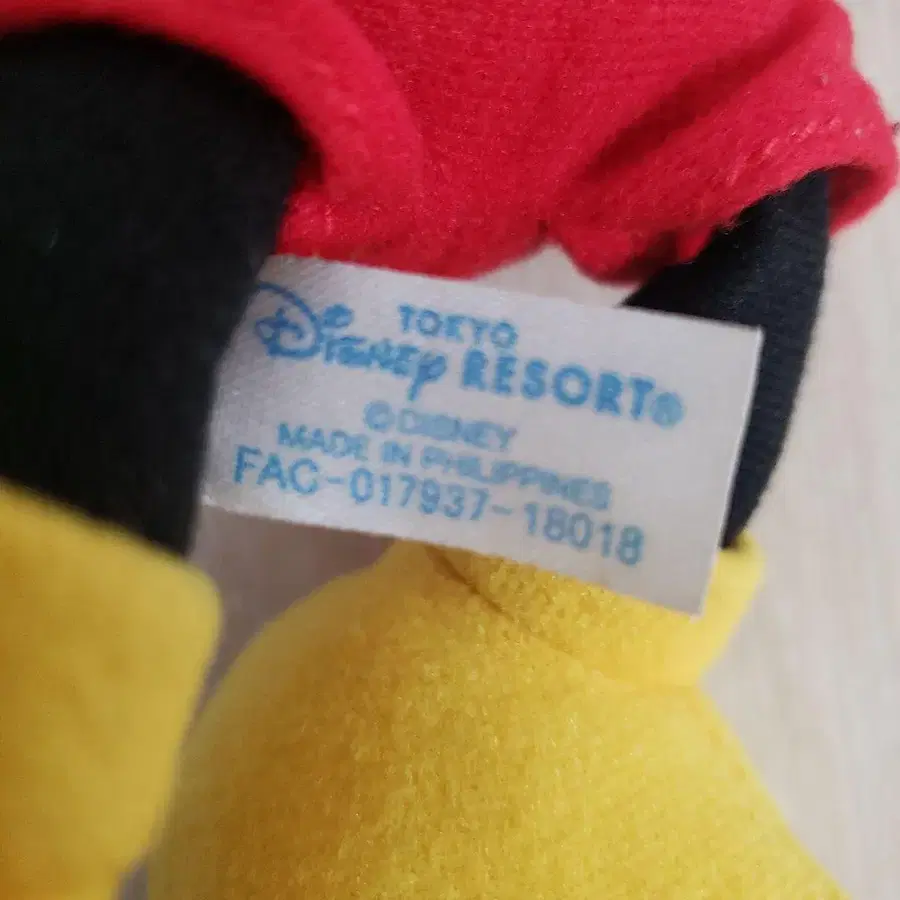 TOKYO
Disney RESORT®
©DISNEY
MADE IN PHILIPPINES
FAC-017937-18018